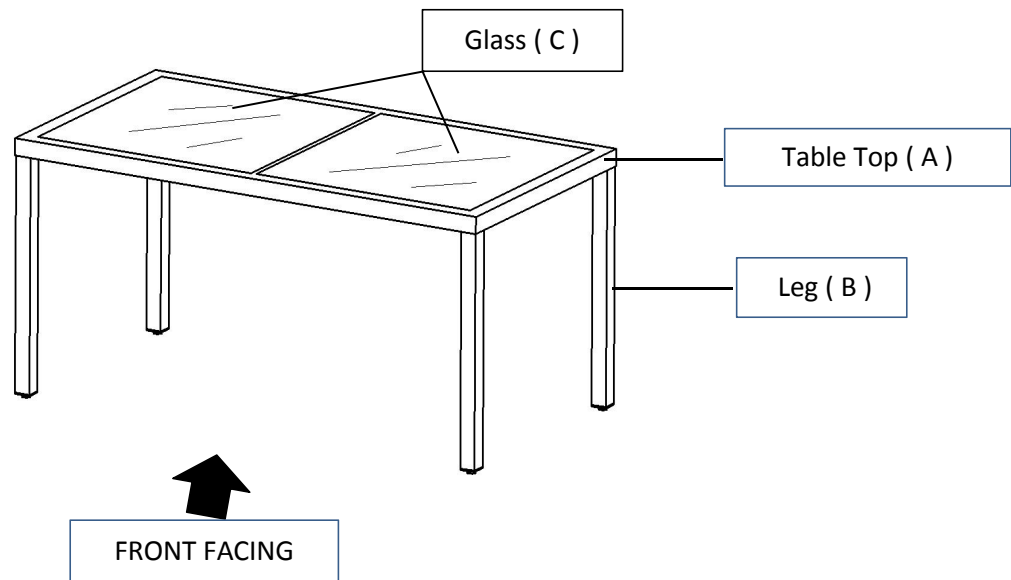 Glass ( C )
Table Top ( A )
Leg ( B )
FRONT FACING